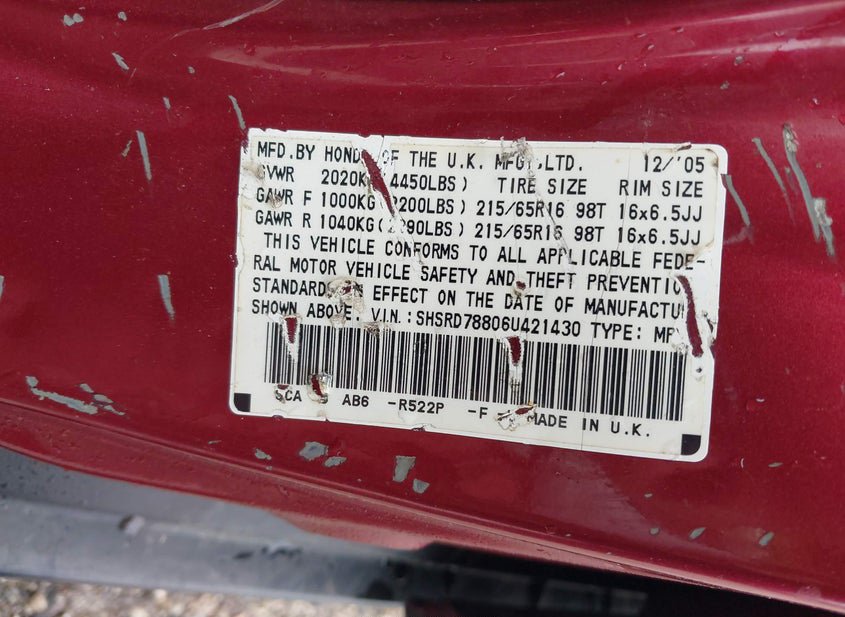 MFD.BY HOND OF THE U.K. MFG.,LTD. 12/'05
GVWR 2020KG(4450LBS) TIRE SIZE RIM SIZE
GAWR F 1000KG(2200LBS) 215/65R16 98T 16x6.5JJ
GAWR R 1040KG(2290LBS) 215/65R16 98T 16x6.5JJ
THIS VEHICLE CONFORMS TO ALL APPLICABLE FEDE-
RAL MOTOR VEHICLE SAFETY AND THEFT PREVENTIO
STANDARDS IN EFFECT ON THE DATE OF MANUFACTU
SHOWN ABOVE. V.I.N.:SHSRD78806U421430 TYPE: MP
CA AB6 -R522P -F MADE IN U.K.